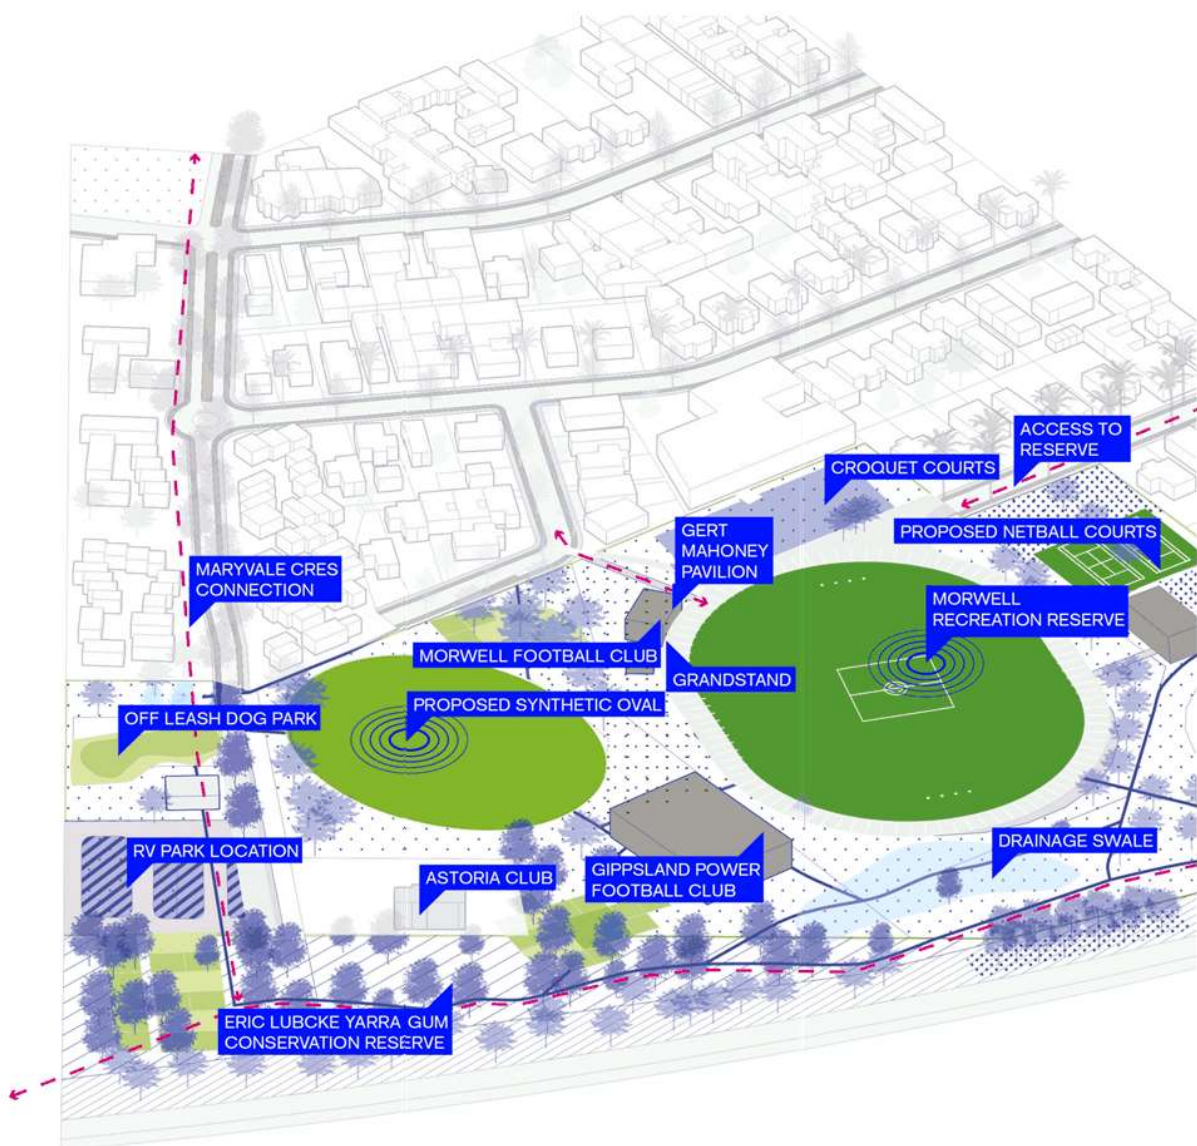 ACCESS TO
RESERVE
CROQUET COURTS
GERT
MAHONEY
PAVILION
PROPOSED NETBALL COURTS
MARYVALE CRES
CONNECTION
MORWELL
RECREATION RESERVE
MORWELL FOOTBALL CLUB
GRANDSTAND
PROPOSED SYNTHETIC OVAL
OFF LEASH DOG PARK
RV PARK LOCATION
DRAINAGE SWALE
ASTORIA CLUB
GIPPSLAND POWER
FOOTBALL CLUB
ERIC LUBCKE YARRA GUM
CONSERVATION RESERVE